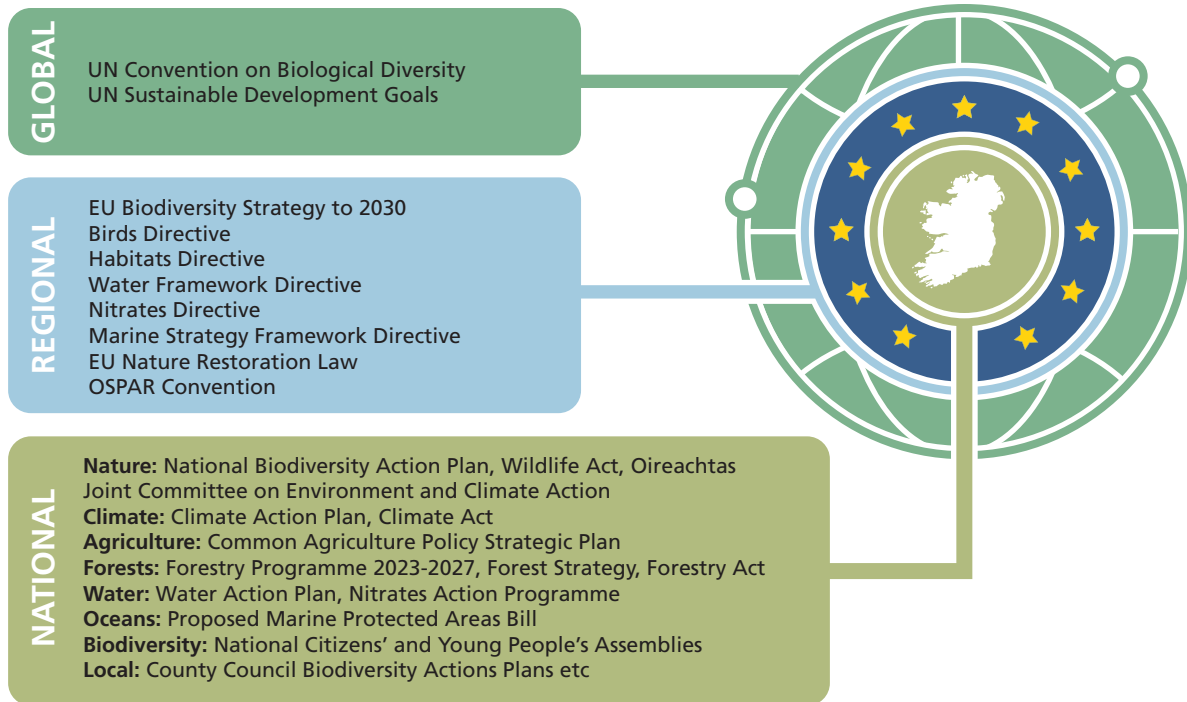 GLOBAL
UN Convention on Biological Diversity
UN Sustainable Development Goals
REGIONAL
EU Biodiversity Strategy to 2030
Birds Directive
Habitats Directive
Water Framework Directive
Nitrates Directive
Marine Strategy Framework Directive
EU Nature Restoration Law
OSPAR Convention
NATIONAL
Nature: National Biodiversity Action Plan, Wildlife Act, Oireachtas
Joint Committee on Environment and Climate Action
Climate: Climate Action Plan, Climate Act
Agriculture: Common Agriculture Policy Strategic Plan
Forests: Forestry Programme 2023-2027, Forest Strategy, Forestry Act
Water: Water Action Plan, Nitrates Action Programme
Oceans: Proposed Marine Protected Areas Bill
Biodiversity: National Citizens’ and Young People’s Assemblies
Local: County Council Biodiversity Actions Plans etc